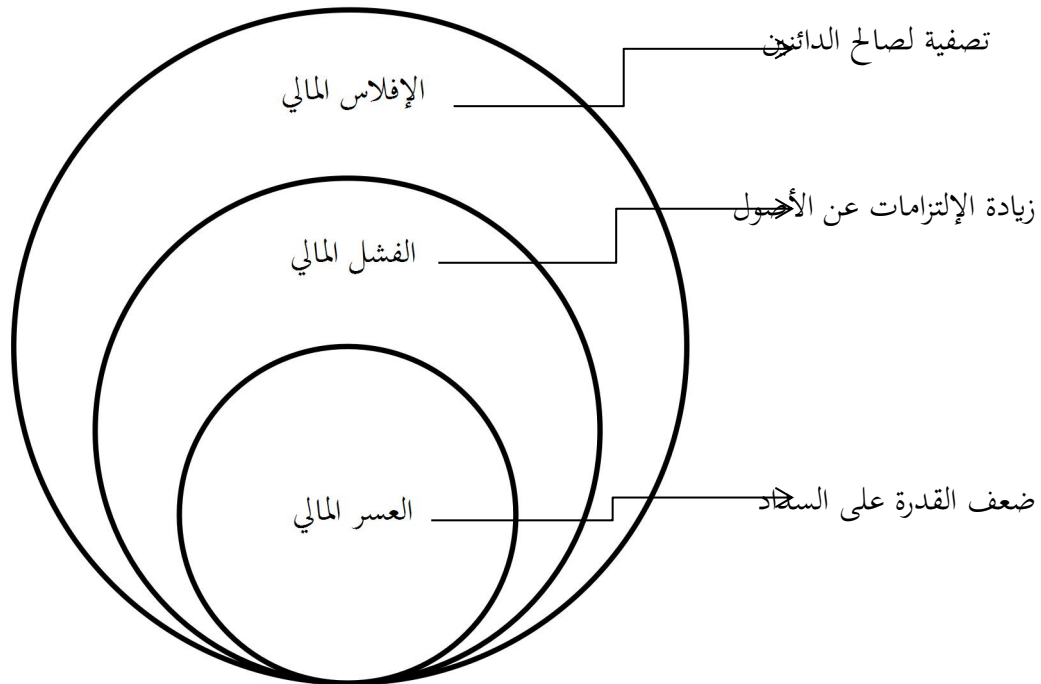 تصفية لصالح الدائنين
الإفلاس المالي
زيادة الإلتزامات عن الأصول
الفشل المالي
ضعف القدرة على السداد
العسر المالي